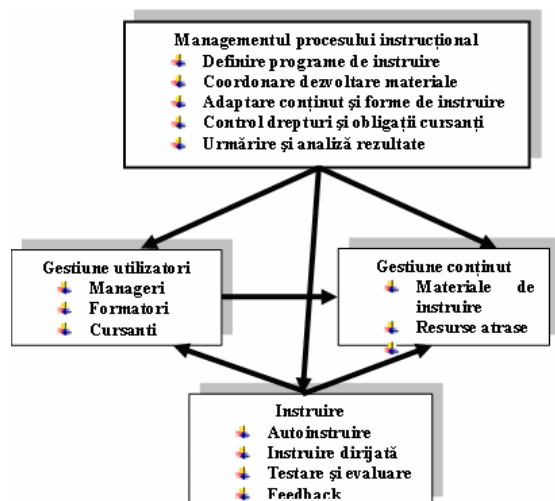 Managementul procesului instrucțional
Definire programe de instruire
Coordonare dezvoltare materiale
Adaptare conținut și forme de instruire
Control drepturi și obligații cursanți
Urmărire și analiză rezultate
Gestiune utilizatori
Manageri
Formatori
Cursanti
Gestiune conținut
Materiale de
instruire
Resurse atrase
Instruire
Autoinstruire
Instruire dirijată
Testare și evaluare
Feedback